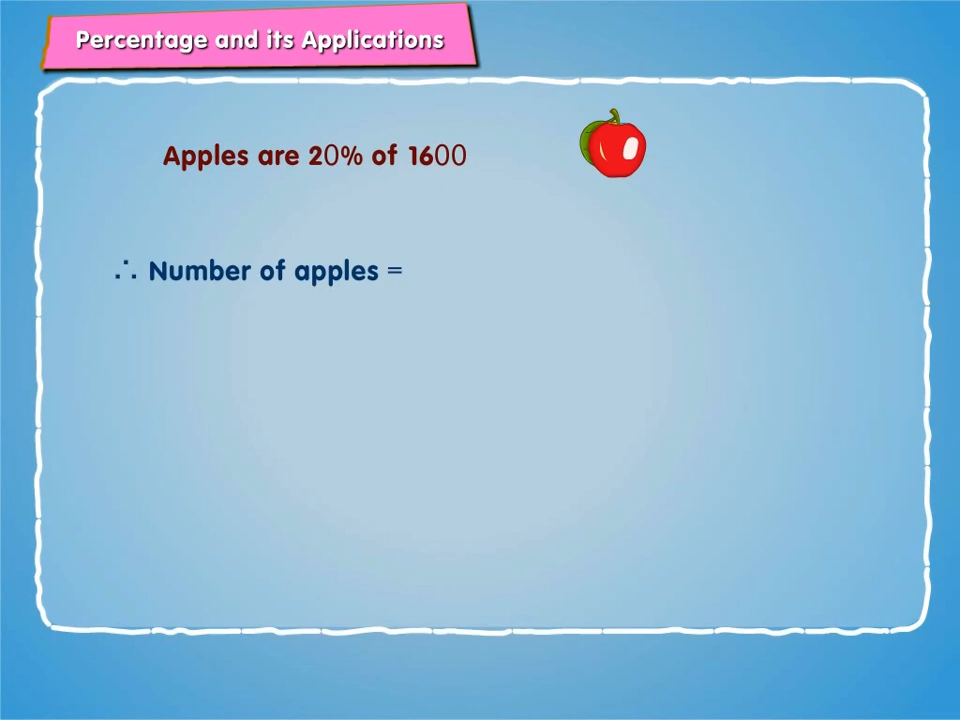 Percentage and its Applications
Apples are 20% of 1600
∴ Number of apples =